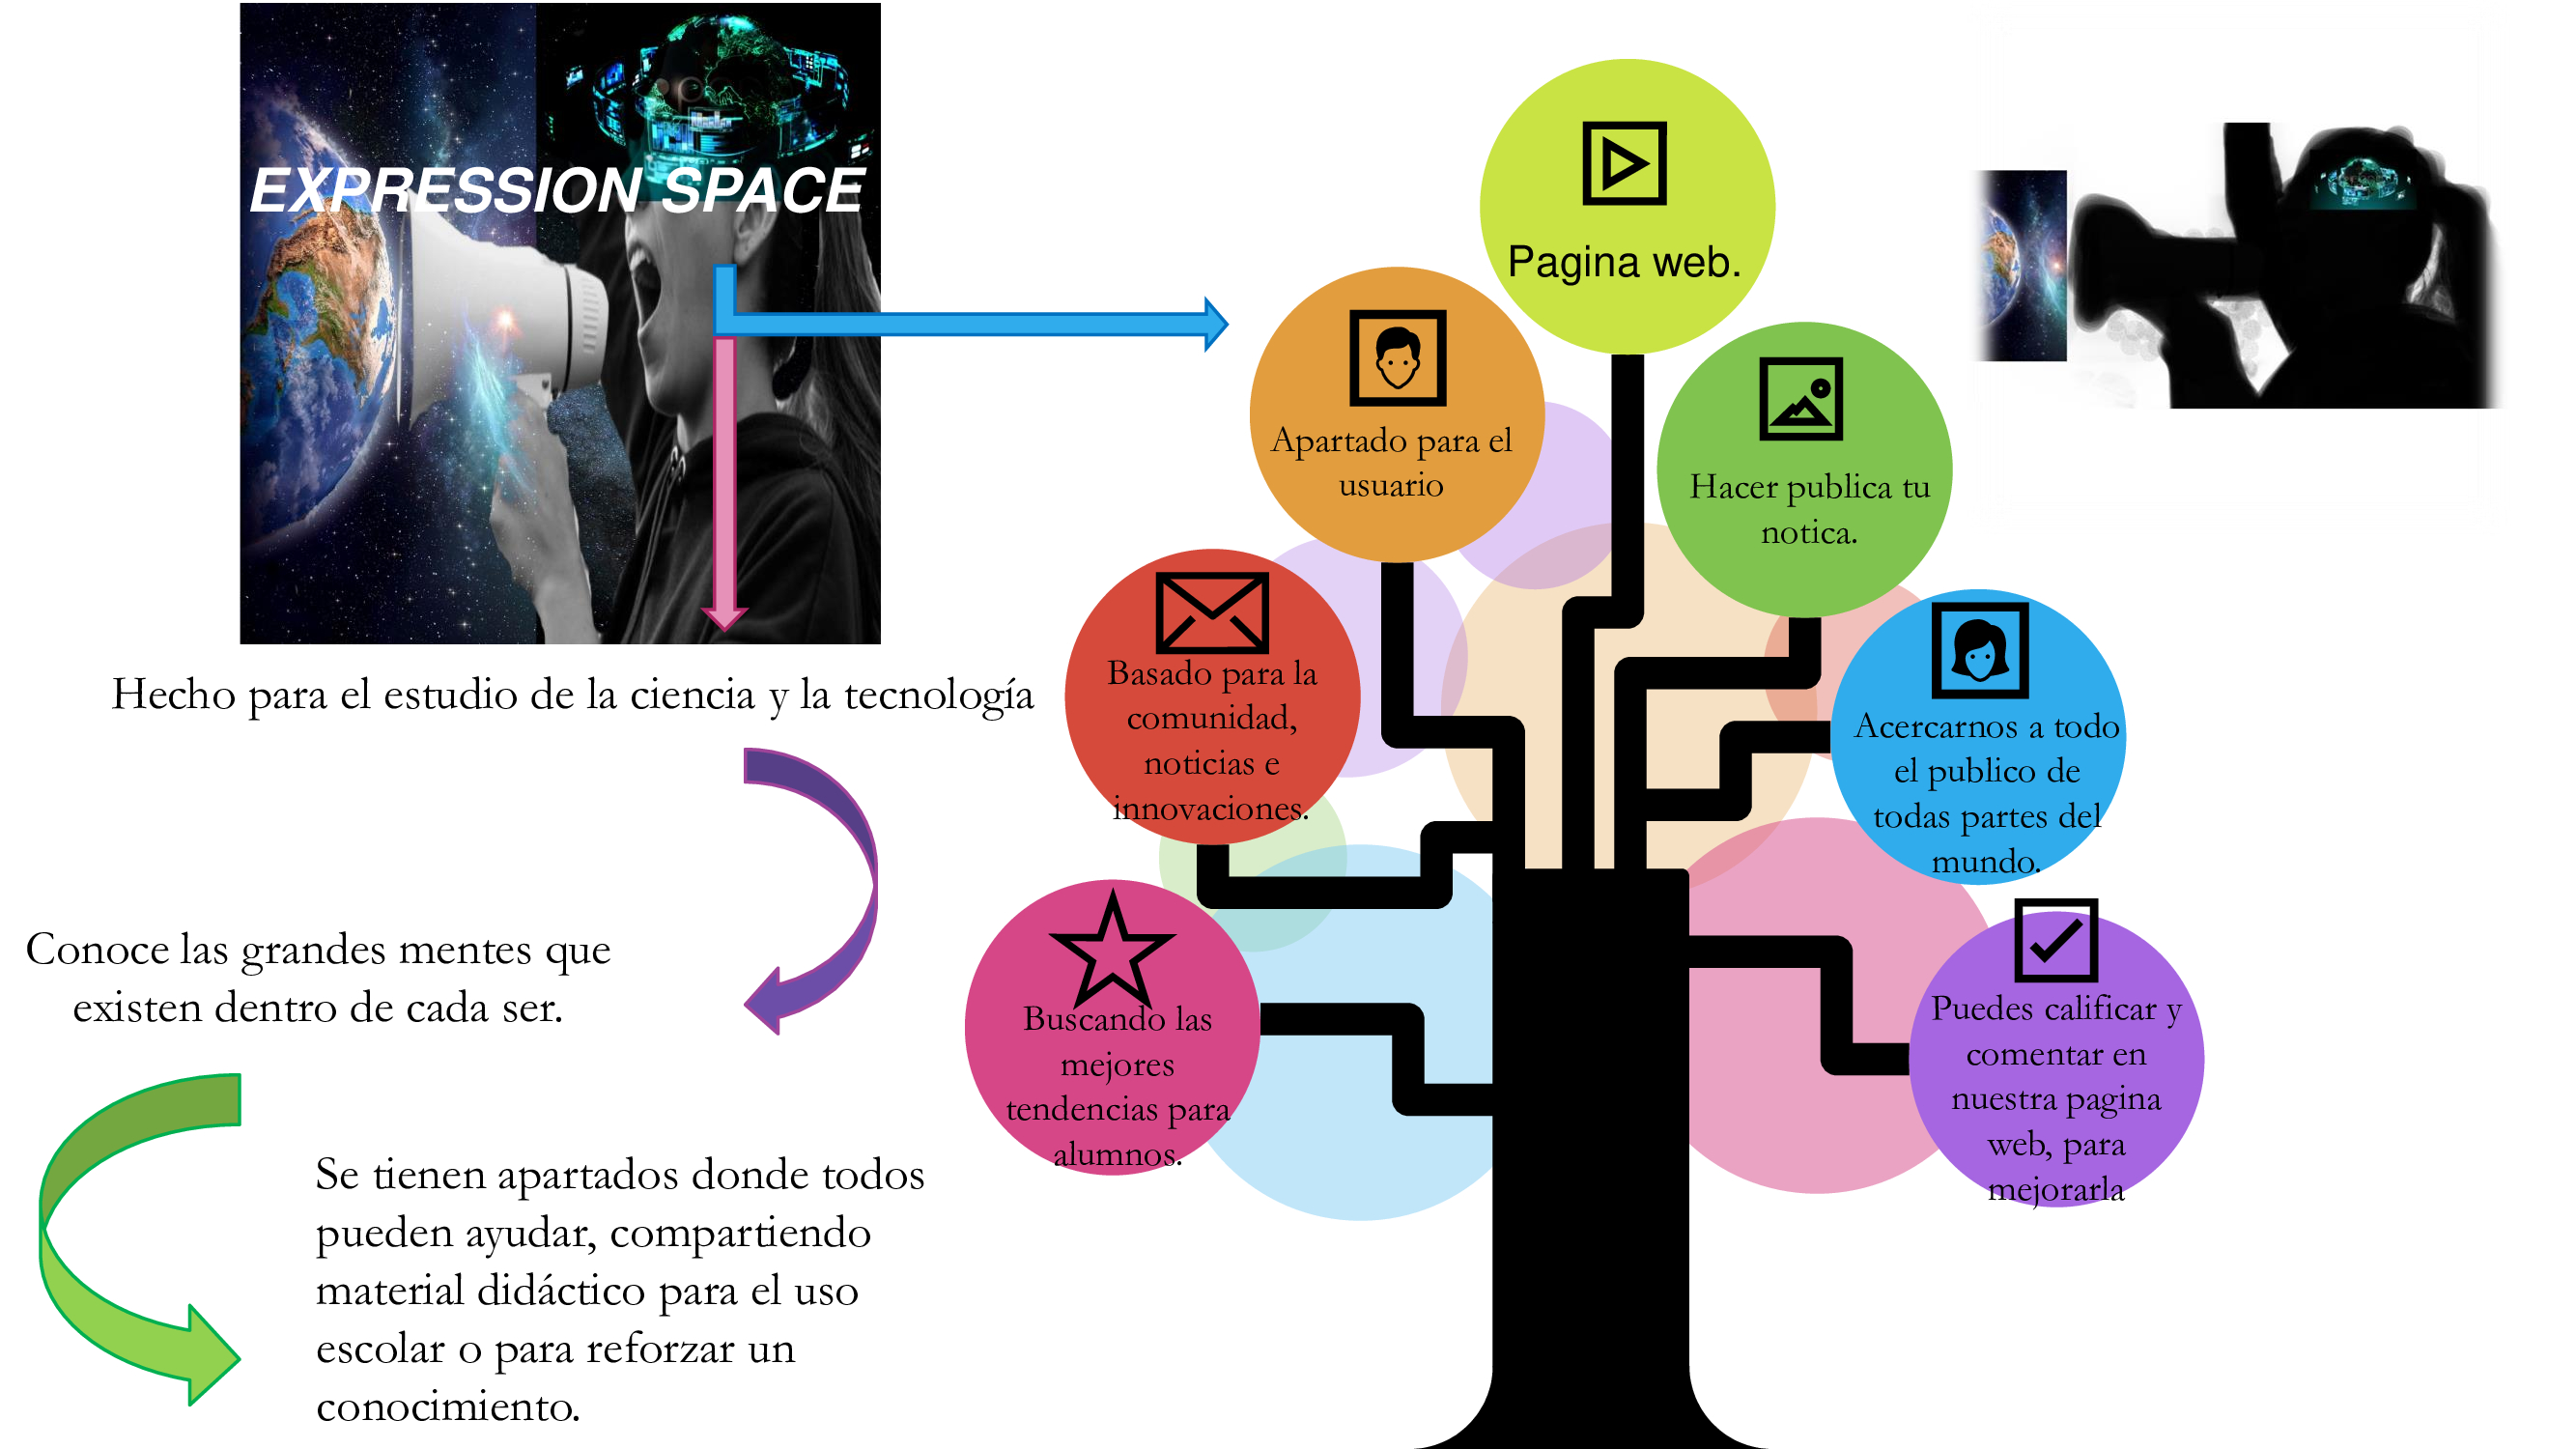 EXPRESSION SPACE
Hecho para el estudio de la ciencia y la tecnología
Conoce las grandes mentes que
existen dentro de cada ser.
Se tienen apartados donde todos
pueden ayudar, compartiendo
material didáctico para el uso
escolar o para reforzar un
conocimiento.
Pagina web.
Apartado para el
usuario
Hacer publica tu
notica.
Basado para la
comunidad,
noticias e
innovaciones.
Acercarnos a todo
el publico de
todas partes del
mundo.
Buscando las
mejores
tendencias para
alumnos.
Puedes calificar y
comentar en
nuestra pagina
web, para
mejorarla